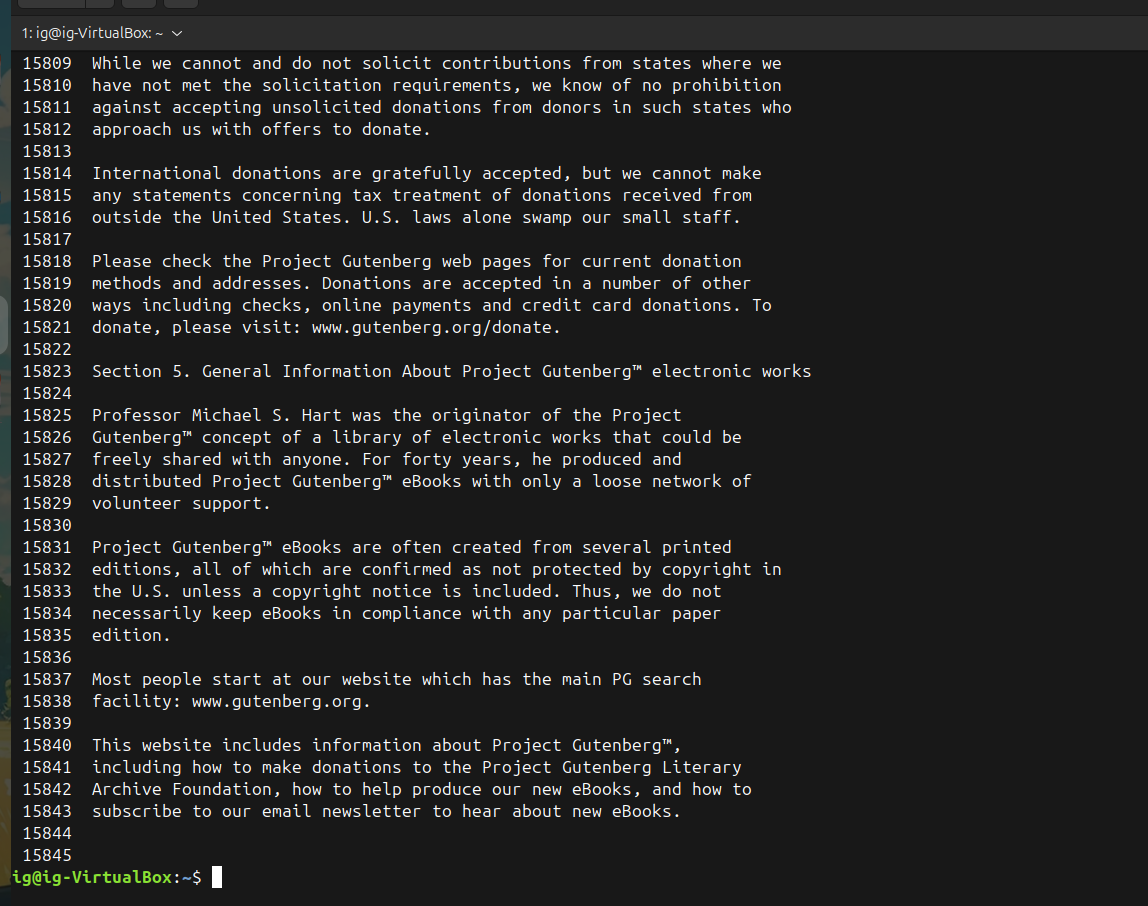 1: ig@ig-VirtualBox: ~
15809 While we cannot and do not solicit contributions from states where we
15810 have not met the solicitation requirements, we know of no prohibition
15811 against accepting unsolicited donations from donors in such states who
15812 approach us with offers to donate.
15813
15814 International donations are gratefully accepted, but we cannot make
15815 any statements concerning tax treatment of donations received from
15816 outside the United States. U.S. laws alone swamp our small staff.
15817
15818 Please check the Project Gutenberg web pages for current donation
15819 methods and addresses. Donations are accepted in a number of other
15820 ways including checks, online payments and credit card donations. To
15821 donate, please visit: www.gutenberg.org/donate.
15822
15823 Section 5. General Information About Project Gutenberg™ electronic works
15824
15825 Professor Michael S. Hart was the originator of the Project
15826 Gutenberg™ concept of a library of electronic works that could be
15827 freely shared with anyone. For forty years, he produced and
15828 distributed Project Gutenberg™ eBooks with only a loose network of
15829 volunteer support.
15830
15831 Project Gutenberg™ eBooks are often created from several printed
15832 editions, all of which are confirmed as not protected by copyright in
15833 the U.S. unless a copyright notice is included. Thus, we do not
15834 necessarily keep eBooks in compliance with any particular paper
15835 edition.
15836
15837 Most people start at our website which has the main PG search
15838 facility: www.gutenberg.org.
15839
15840 This website includes information about Project Gutenberg™,
15841 including how to make donations to the Project Gutenberg Literary
15842 Archive Foundation, how to help produce our new eBooks, and how to
15843 subscribe to our email newsletter to hear about new eBooks.
15844
15845
ig@ig-VirtualBox:~$